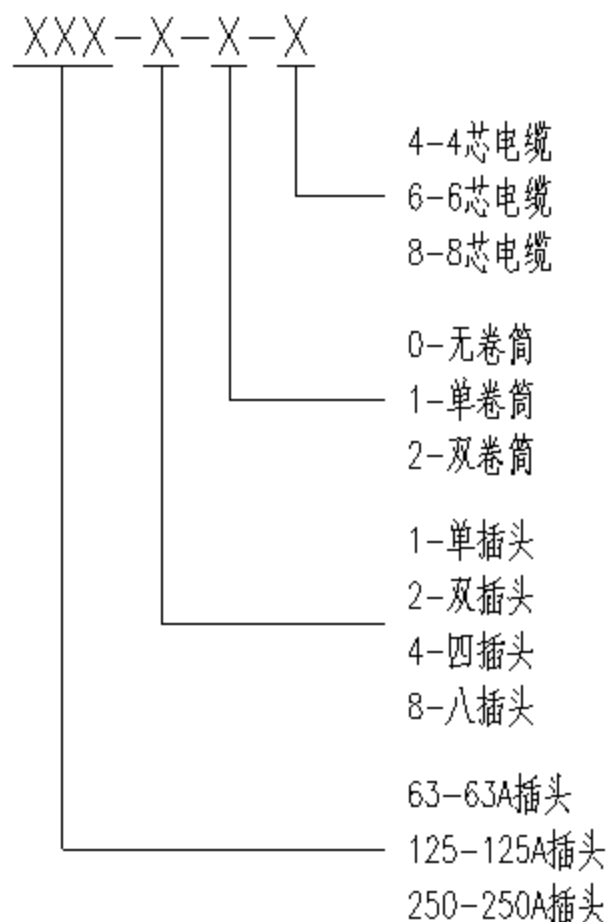 XXX-X-X-X
4-4芯电缆
6-6芯电缆
8-8芯电缆
0-无卷筒
1-单卷筒
2-双卷筒
1-单插头
2-双插头
4-四插头
8-八插头
63-63A插头
125-125A插头
250-250A插头